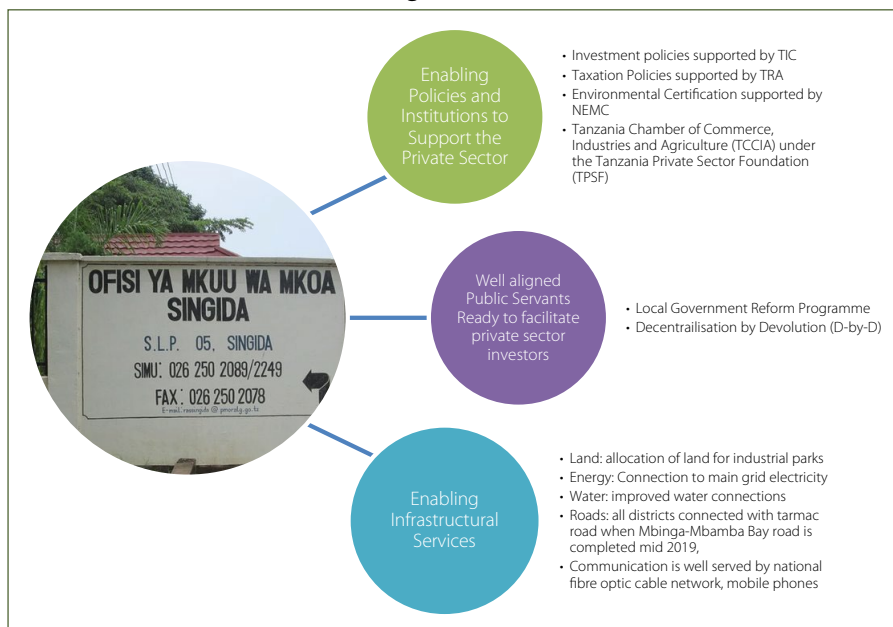 Enabling
Policies and
Institutions to
Support the
Private Sector
• Investment policies supported by TIC
• Taxation Policies supported by TRA
• Environmental Certification supported by
NEMC
• Tanzania Chamber of Commerce,
Industries and Agriculture (TCCIA) under
the Tanzania Private Sector Foundation
(TPSF)
OFISI YA MKUU WA MKOA
SINGIDA
S.L.P. 05, SINGIDA
SIMU: 026 250 2089/2249
FAX: 026 250 2078
Well aligned
Public Servants
Ready to facilitate
private sector
investors
• Local Government Reform Programme
• Decentrailisation by Devolution (D-by-D)
Enabling
Infrastructural
Services
• Land: allocation of land for industrial parks
• Energy: Connection to main grid electricity
• Water: improved water connections
• Roads: all districts connected with tarmac
road when Mbinga-Mbamba Bay road is
completed mid 2019,
• Communication is well served by national
fibre optic cable network, mobile phones